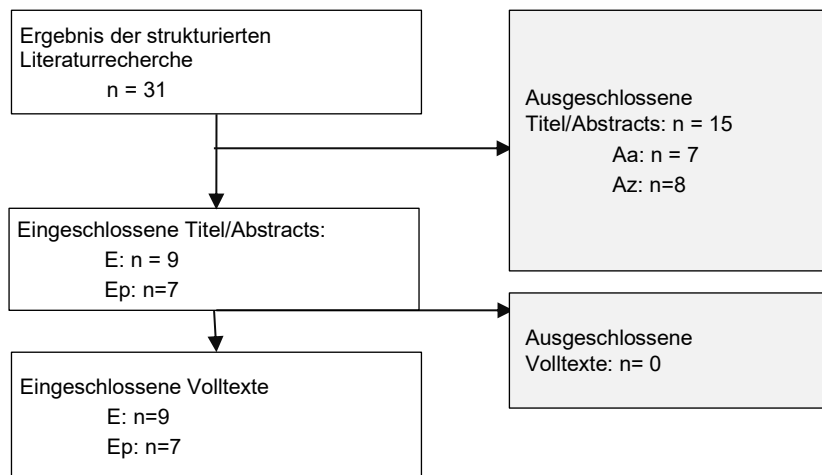 Ergebnis der strukturierten
Literaturrecherche
n = 31
Ausgeschlossene
Titel/Abstracts: n = 15
Aa: n = 7
Az: n=8
Eingeschlossene Titel/Abstracts:
E: n = 9
Ep: n=7
Ausgeschlossene
Volltexte: n= 0
Eingeschlossene Volltexte
E: n=9
Ep: n=7